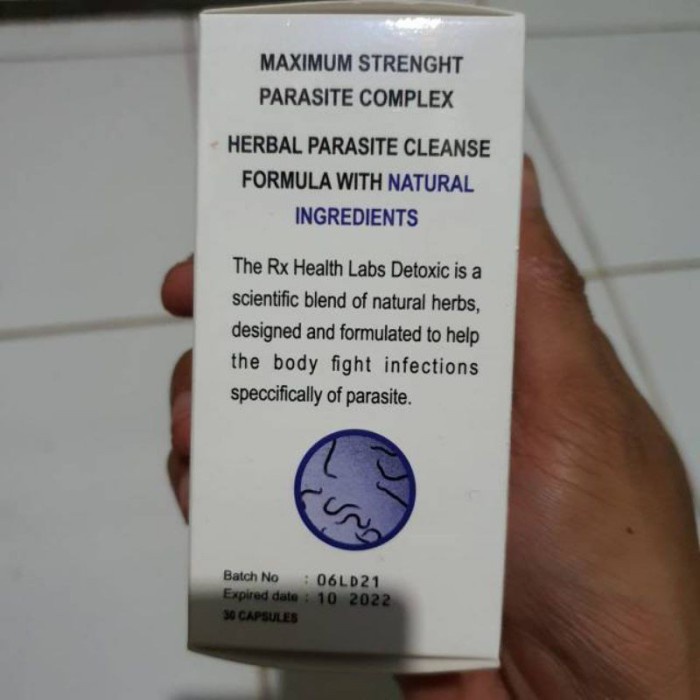 MAXIMUM STRENGHT
PARASITE COMPLEX
HERBAL PARASITE CLEANSE
FORMULA WITH NATURAL
INGREDIENTS
The Rx Health Labs Detoxic is a
scientific blend of natural herbs,
designed and formulated to help
the body fight infections
speccifically of parasite.
Batch No : 06LD21
Expired date : 10 2022
30 CAPSULES